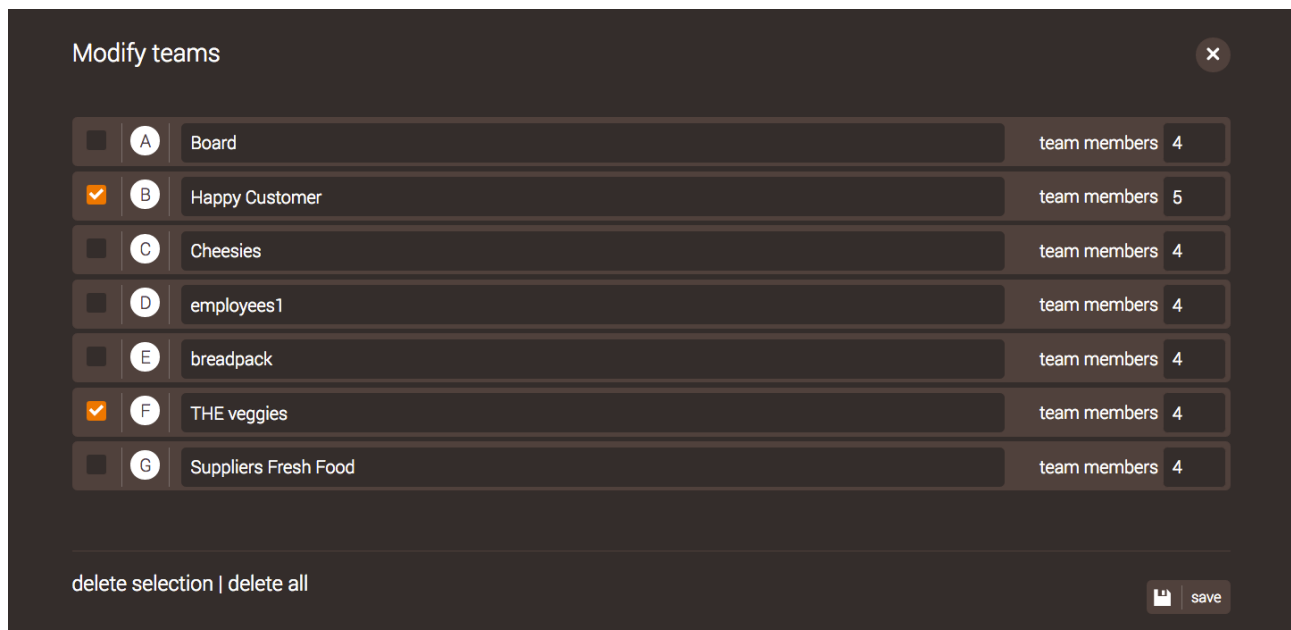 Modify teams
A Board team members 4
B Happy Customer team members 5
C Cheesies team members 4
D employees1 team members 4
E breadpack team members 4
F THE veggies team members 4
G Suppliers Fresh Food team members 4
delete selection | delete all
save